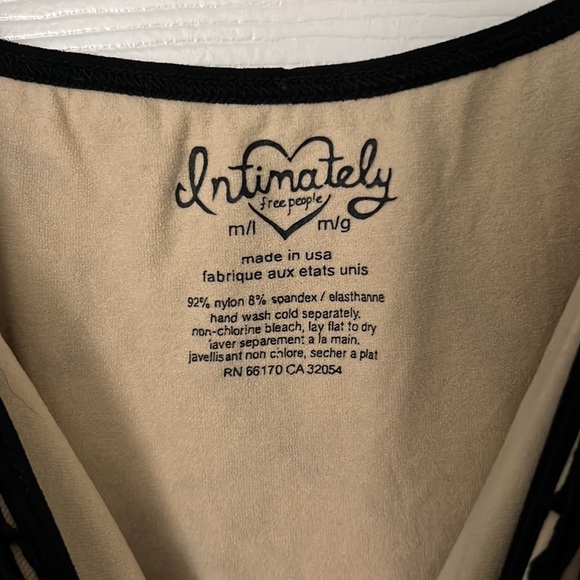 Intimately
free people
m/l m/g
made in usa
fabrique aux etats unis
92% nylon 8% spandex / elasthanne
hand wash cold separately.
non-chlorine bleach, lay flat to dry
laver separement a la main.
javellisant non chlore, secher a plat
RN 66170 CA 32054